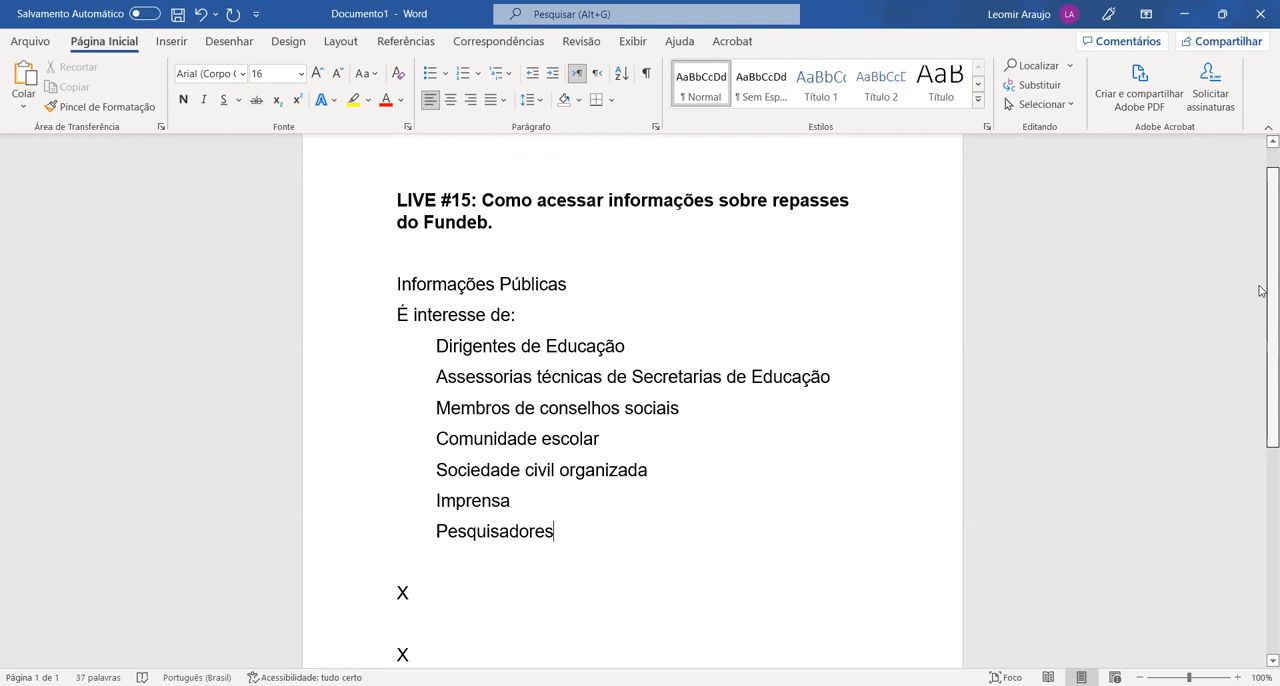 Salvamento Automático
Documento1 - Word
Pesquisar (Alt+G)
Leomir Araujo LA
Arquivo Página Inicial Inserir Desenhar Design Layout Referências Correspondências Revisão Exibir Ajuda Acrobat
Comentários Compartilhar
Colar
Recortar
Copiar
Pincel de Formatação
Área de Transferência
Arial (Corpo 16
Aa
N I S ab x₂ x² A A
Fonte
Parágrafo
AaBbCcDd AaBbCcDd AaBbCc AaBbCcD AaB
¶ Normal ¶ Sem Esp... Título 1 Título 2 Título
Estilos
Localizar
Substituir
Selecionar
Editando
Criar e compartilhar
Adobe PDF
Solicitar
assinaturas
Adobe Acrobat
LIVE #15: Como acessar informações sobre repasses
do Fundeb.
Informações Públicas
É interesse de:
Dirigentes de Educação
Assessorias técnicas de Secretarias de Educação
Membros de conselhos sociais
Comunidade escolar
Sociedade civil organizada
Imprensa
Pesquisadores
X
X
Página 1 de 1 37 palavras Português (Brasil) Acessibilidade: tudo certo Foco 100%